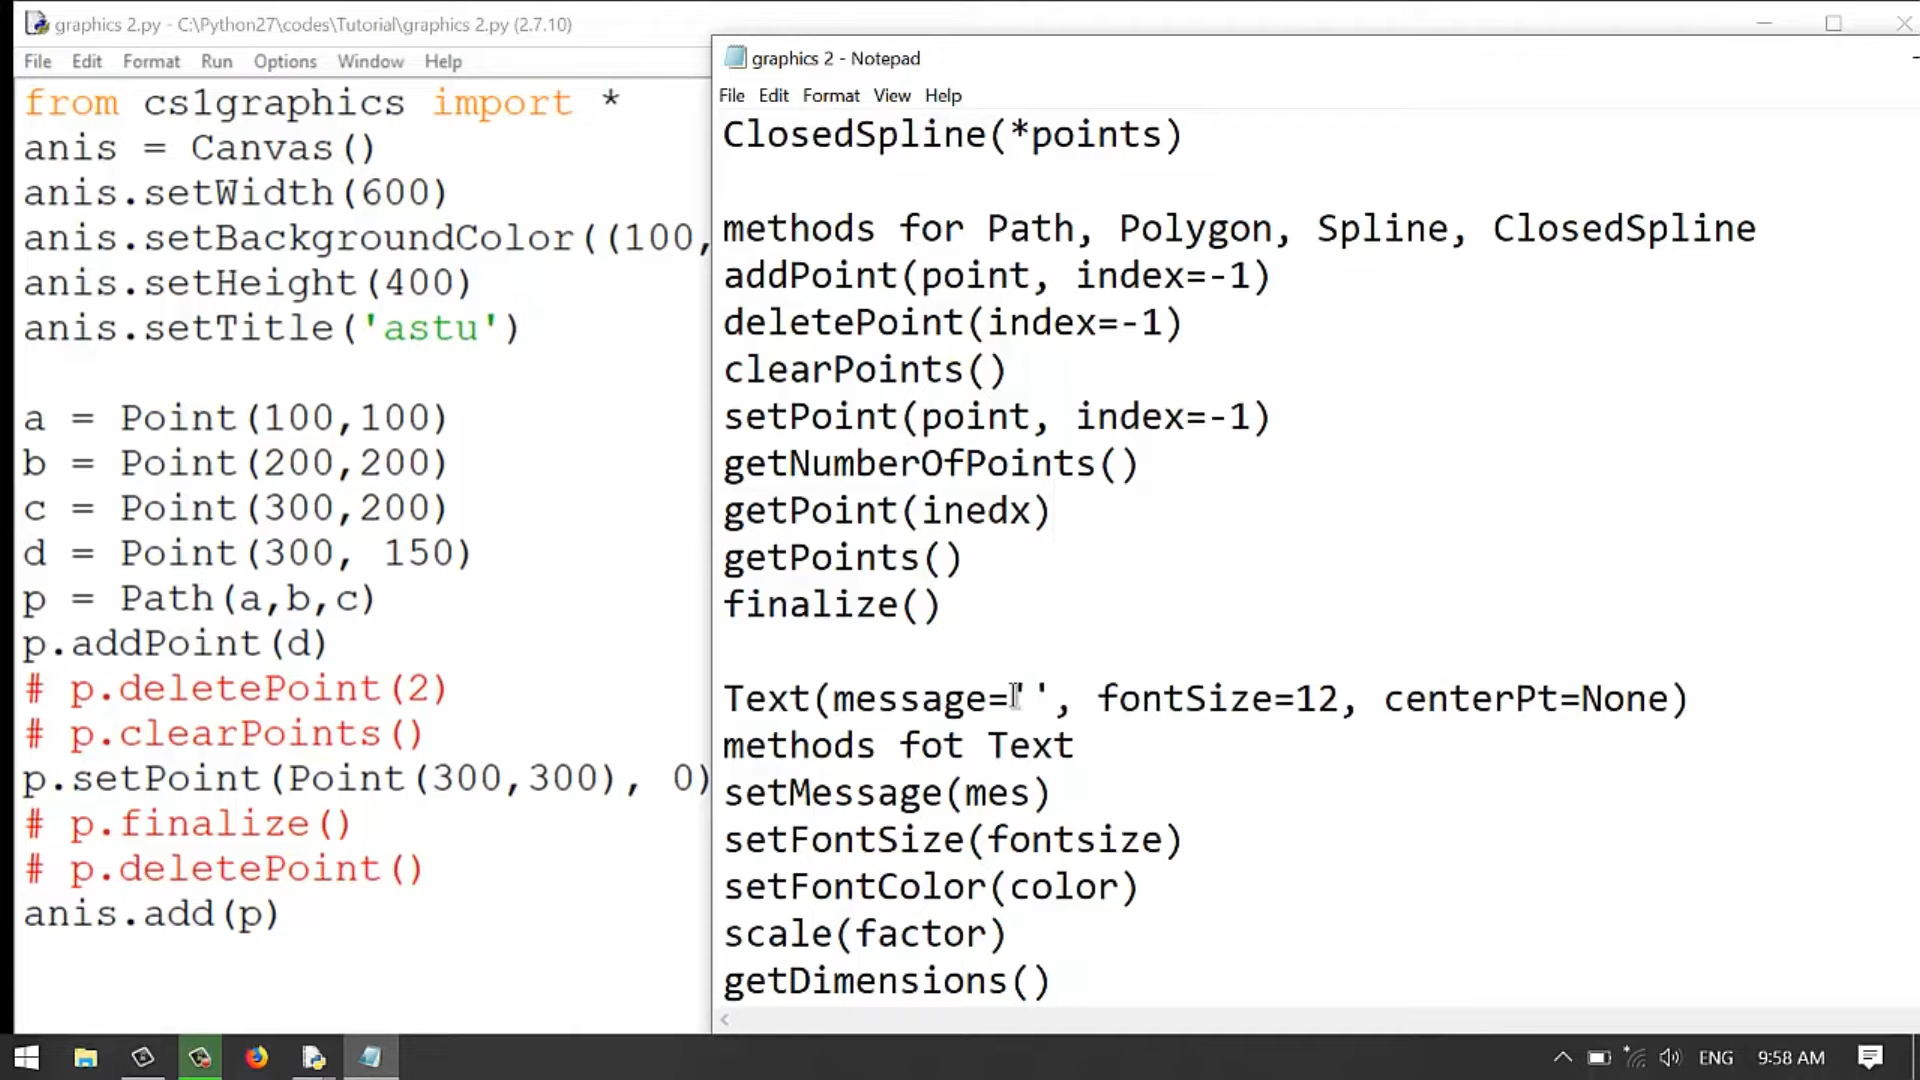 graphics 2.py - C:\Python27\codes\Tutorial\graphics 2.py (2.7.10)
File Edit Format Run Options Window Help
from cs1graphics import *
anis = Canvas()
anis.setWidth(600)
anis.setBackgroundColor((100,
anis.setHeight(400)
anis.setTitle('astu')
a = Point(100,100)
b = Point(200,200)
c = Point(300,200)
d = Point(300, 150)
p = Path(a,b,c)
p.addPoint(d)
# p.deletePoint(2)
# p.clearPoints()
p.setPoint(Point(300,300), 0)
# p.finalize()
# p.deletePoint()
anis.add(p)
graphics 2 - Notepad
File Edit Format View Help
ClosedSpline(*points)
methods for Path, Polygon, Spline, ClosedSpline
addPoint(point, index=-1)
deletePoint(index=-1)
clearPoints()
setPoint(point, index=-1)
getNumberOfPoints()
getPoint(inedx)
getPoints()
finalize()
Text(message='', fontSize=12, centerPt=None)
methods fot Text
setMessage(mes)
setFontSize(fontsize)
setFontColor(color)
scale(factor)
getDimensions()
ENG 9:58 AM